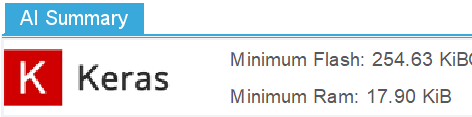 AI Summary
K Keras
Minimum Flash: 254.63 KiB
Minimum Ram: 17.90 KiB